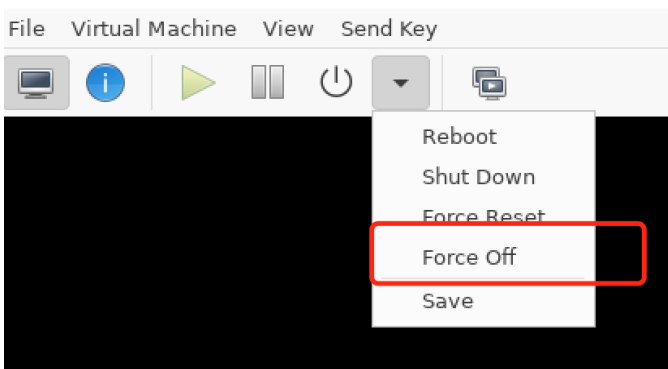 File Virtual Machine View Send Key
Reboot
Shut Down
Force Reset
Force Off
Save